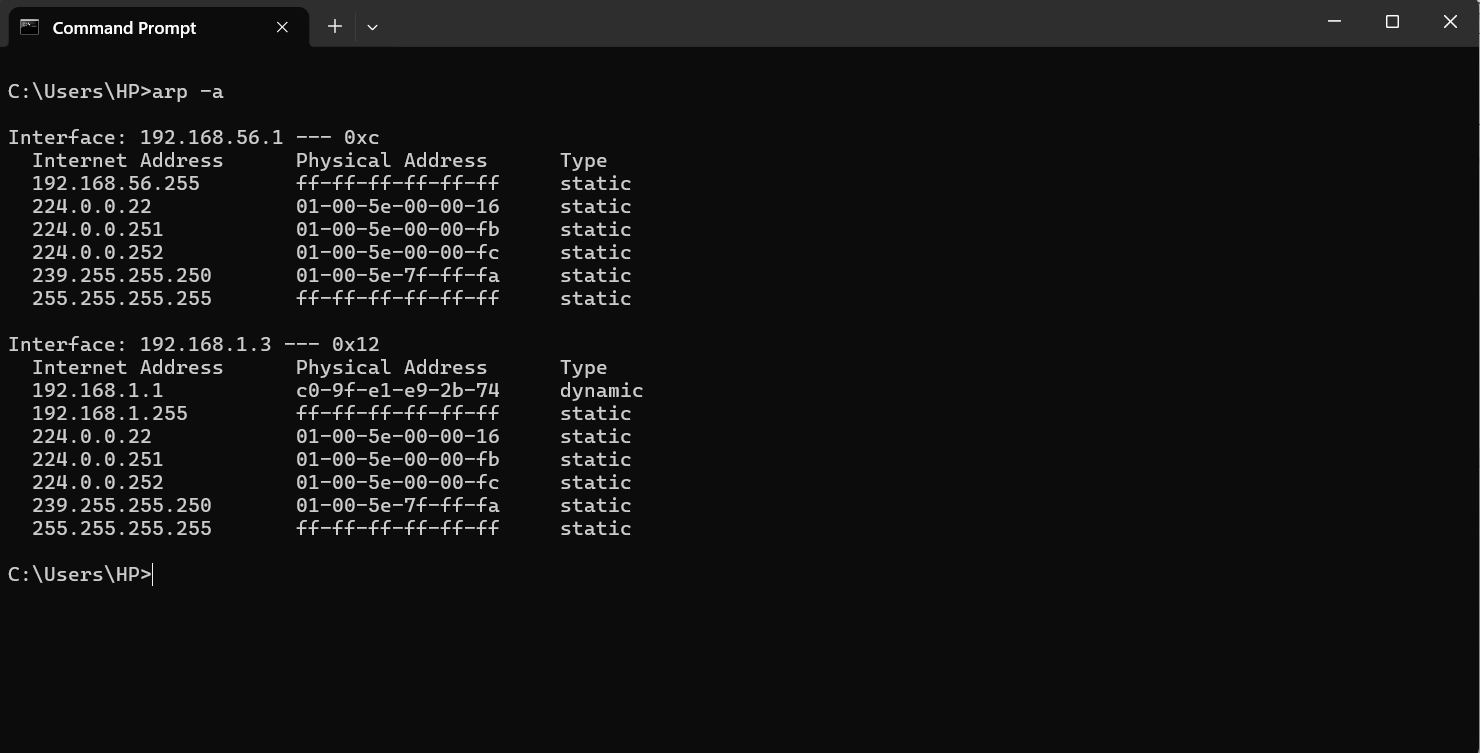 Command Prompt
C:\Users\HP>arp -a
Interface: 192.168.56.1 --- 0xc
Internet Address Physical Address Type
192.168.56.255 ff-ff-ff-ff-ff-ff static
224.0.0.22 01-00-5e-00-00-16 static
224.0.0.251 01-00-5e-00-00-fb static
224.0.0.252 01-00-5e-00-00-fc static
239.255.255.250 01-00-5e-7f-ff-fa static
255.255.255.255 ff-ff-ff-ff-ff-ff static
Interface: 192.168.1.3 --- 0x12
Internet Address Physical Address Type
192.168.1.1 c0-9f-e1-e9-2b-74 dynamic
192.168.1.255 ff-ff-ff-ff-ff-ff static
224.0.0.22 01-00-5e-00-00-16 static
224.0.0.251 01-00-5e-00-00-fb static
224.0.0.252 01-00-5e-00-00-fc static
239.255.255.250 01-00-5e-7f-ff-fa static
255.255.255.255 ff-ff-ff-ff-ff-ff static
C:\Users\HP>